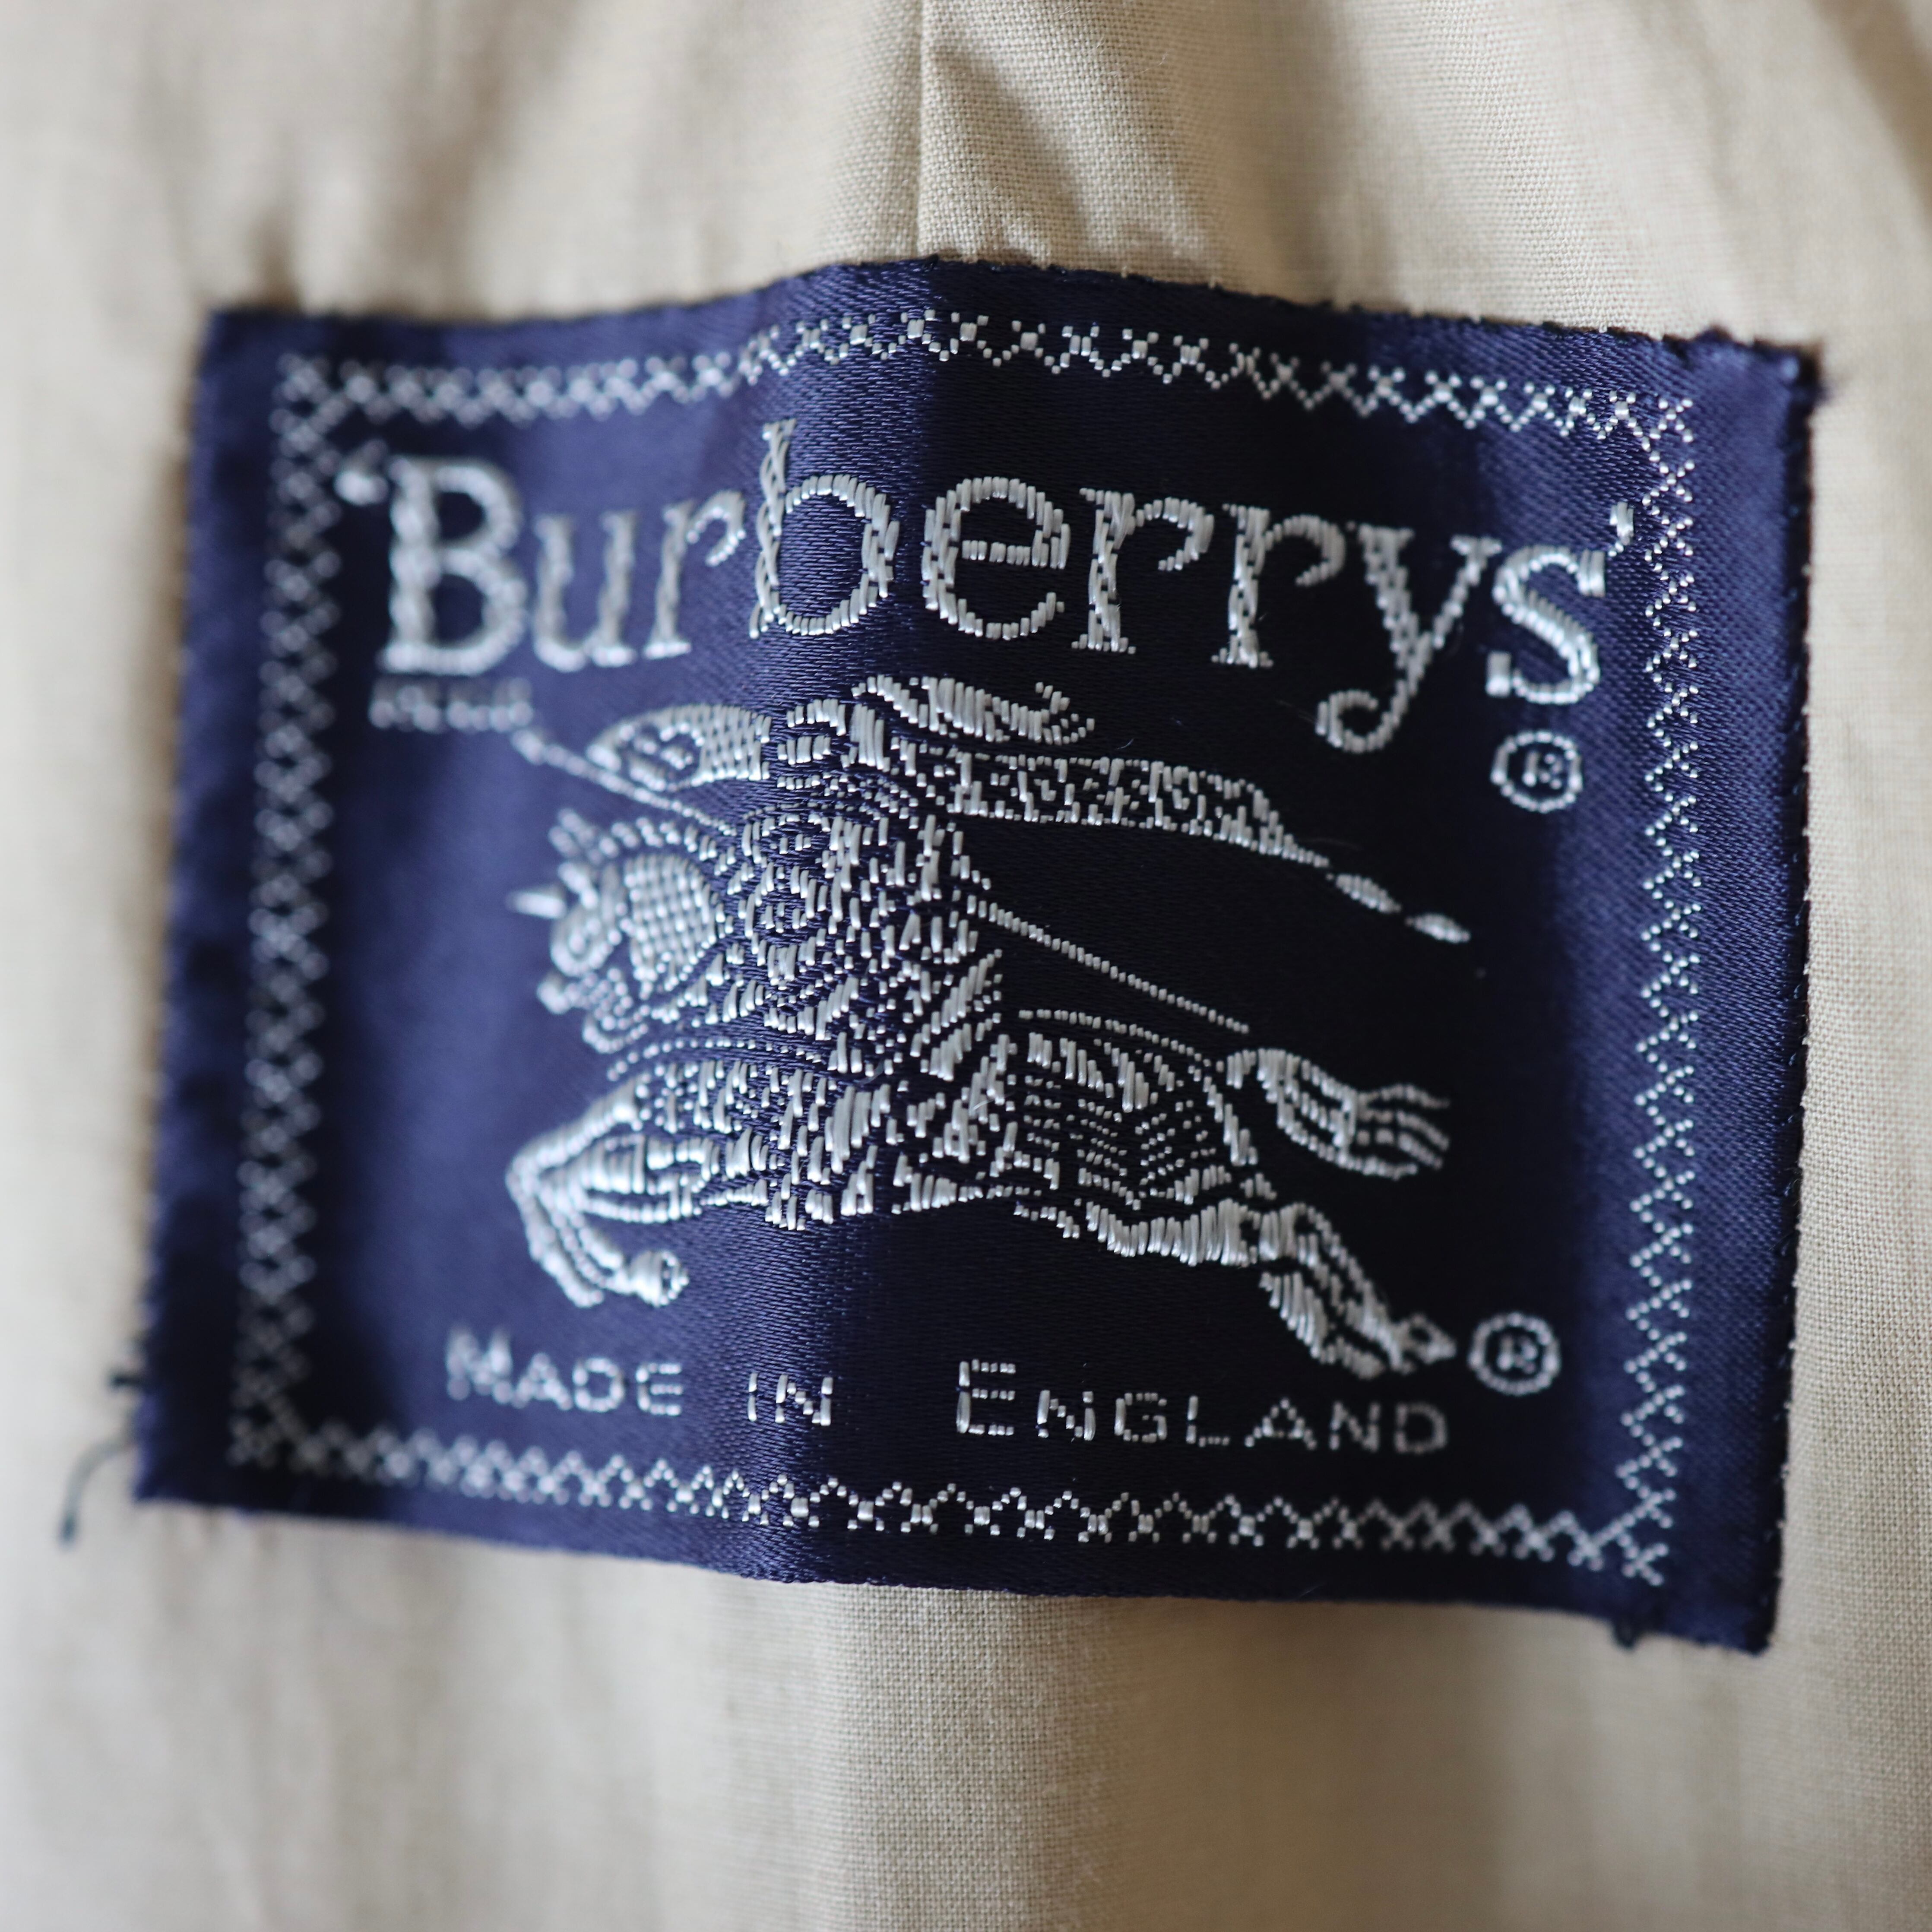 'Burberrys'
®
®
MADE IN ENGLAND